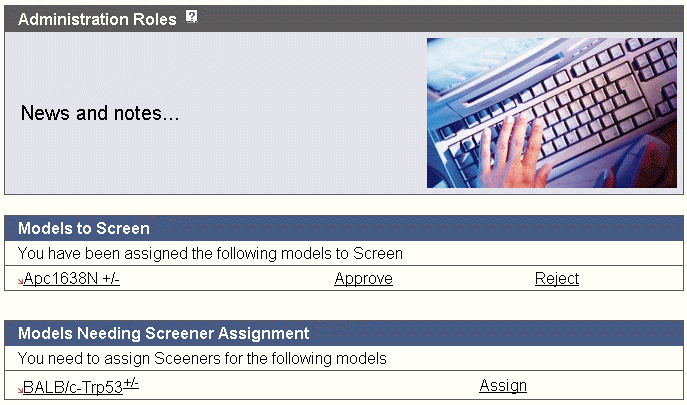 Administration Roles ?
News and notes...
Models to Screen
You have been assigned the following models to Screen
Apc1638N +/- Approve Reject
Models Needing Screener Assignment
You need to assign Sceeners for the following models
BALB/c-Trp53+/- Assign